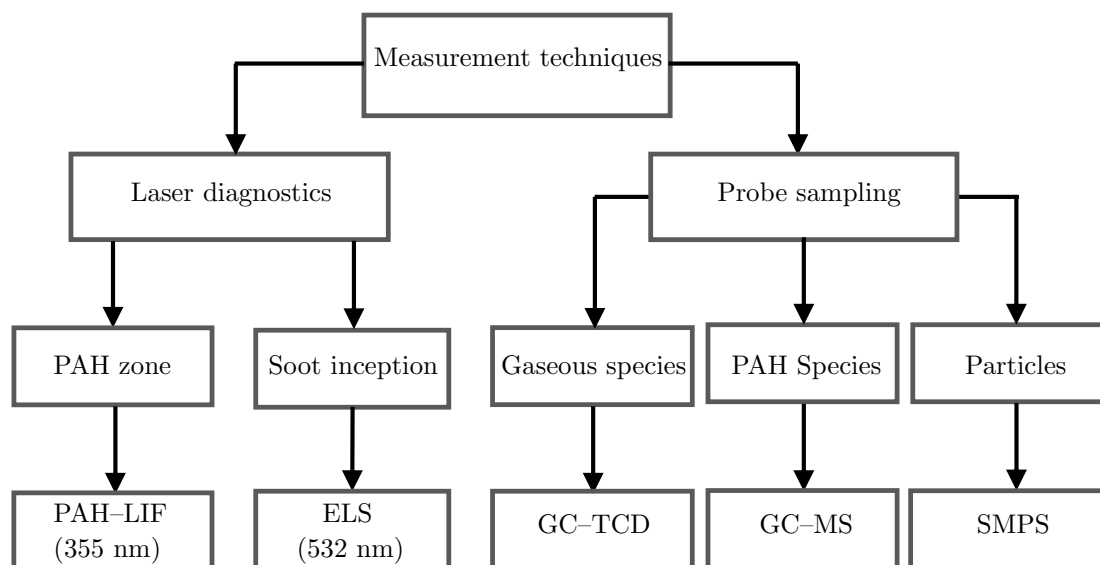 Measurement techniques
Laser diagnostics
Probe sampling
PAH zone
Soot inception
Gaseous species
PAH Species
Particles
PAH–LIF
(355 nm)
ELS
(532 nm)
GC–TCD
GC–MS
SMPS